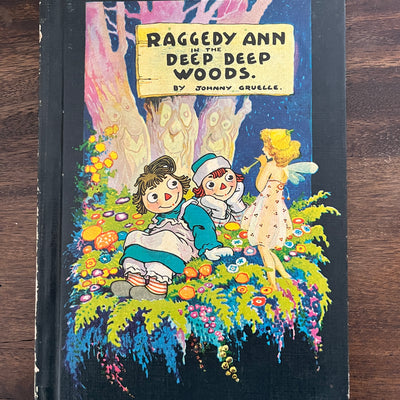 RAGGEDY ANN
IN THE
DEEP DEEP
WOODS.
BY JOHNNY GRUELLE.